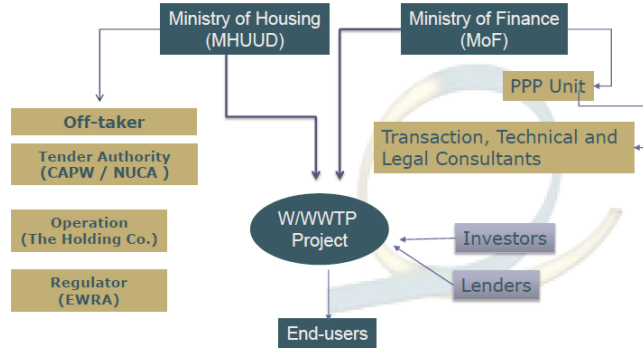 Ministry of Housing
(MHUUD)
Ministry of Finance
(MoF)
PPP Unit
Off-taker
Tender Authority
(CAPW / NUCA )
Transaction, Technical and
Legal Consultants
Operation
(The Holding Co.)
W/WWTP
Project
Investors
Regulator
(EWRA)
Lenders
End-users